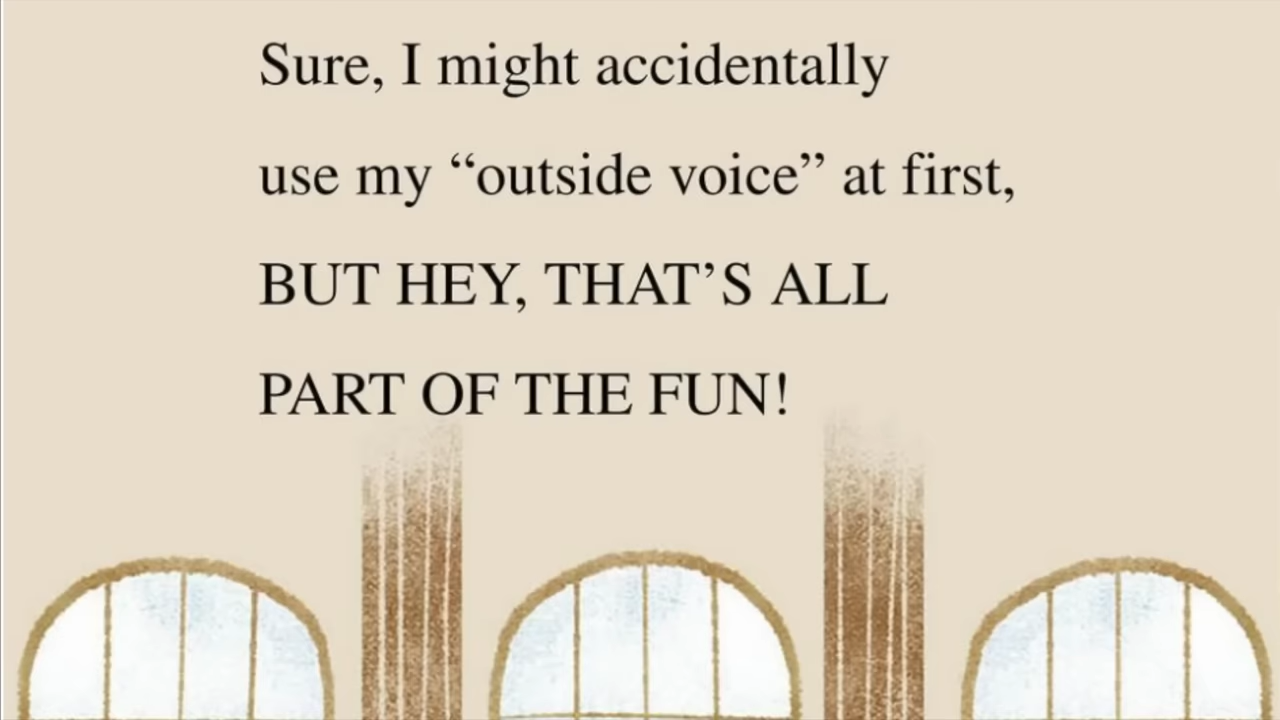 Sure, I might accidentally
use my “outside voice” at first,
BUT HEY, THAT’S ALL
PART OF THE FUN!